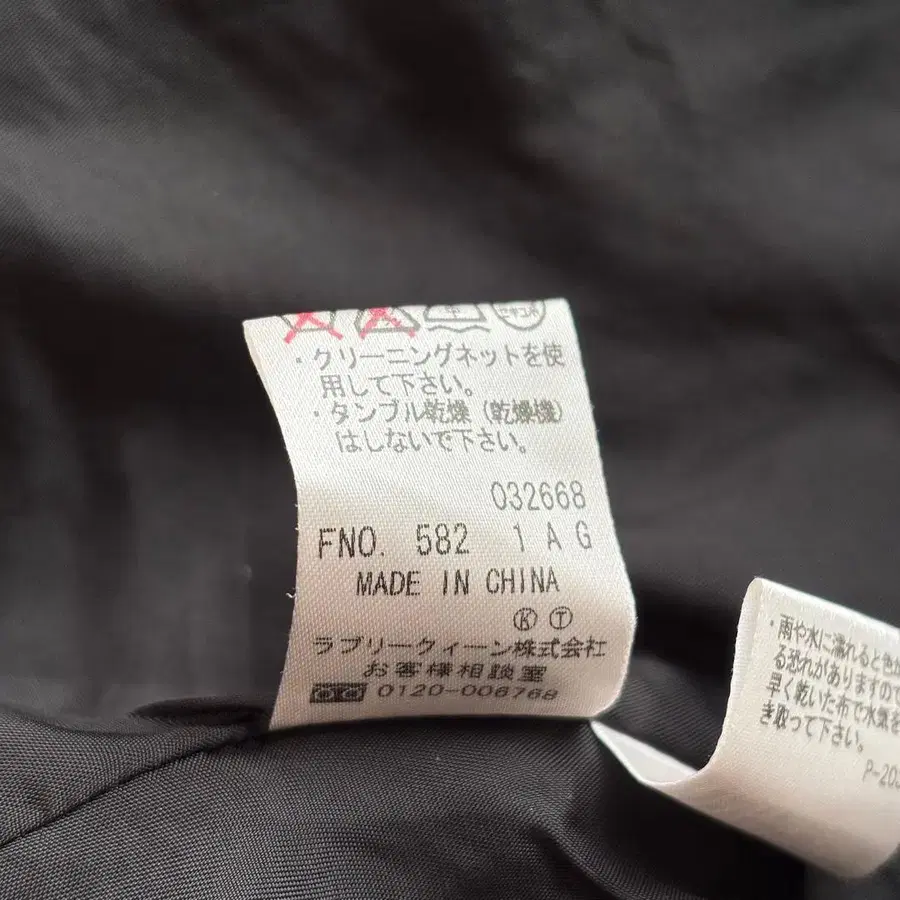 ・クリーニングネットを使
用して下さい。
・タンブル乾燥（乾燥機）
はしないで下さい。
032668
FNO. 582 1 A G
MADE IN CHINA
Ⓚ Ⓣ
ラブリークィーン株式会社
お客様相談室
0120-006768
・雨や水に濡れるときが
る恐れがありますので
早く乾いた布で水気を
き取って下さい。
P-20